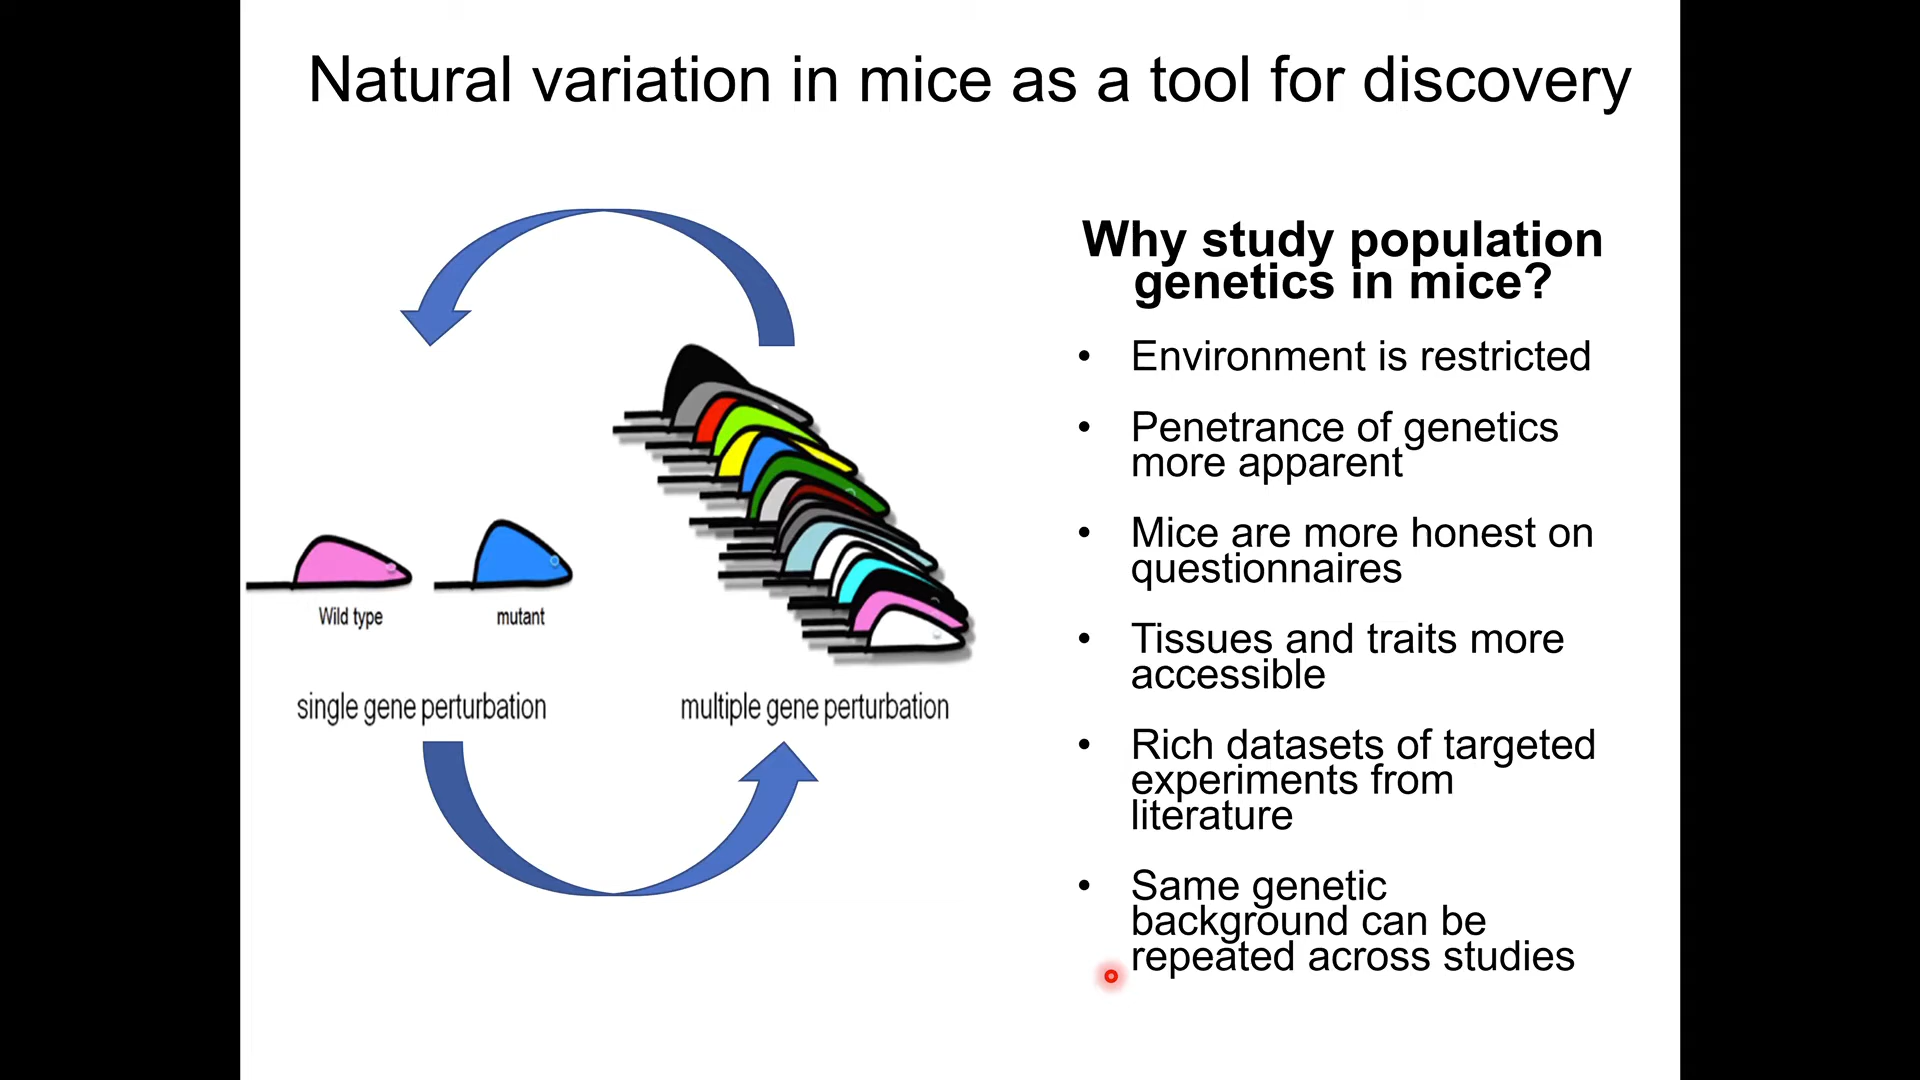 Natural variation in mice as a tool for discovery
Wild type
mutant
single gene perturbation
multiple gene perturbation
Why study population
genetics in mice?
• Environment is restricted
• Penetrance of genetics
more apparent
• Mice are more honest on
questionnaires
• Tissues and traits more
accessible
• Rich datasets of targeted
experiments from
literature
• Same genetic
background can be
repeated across studies